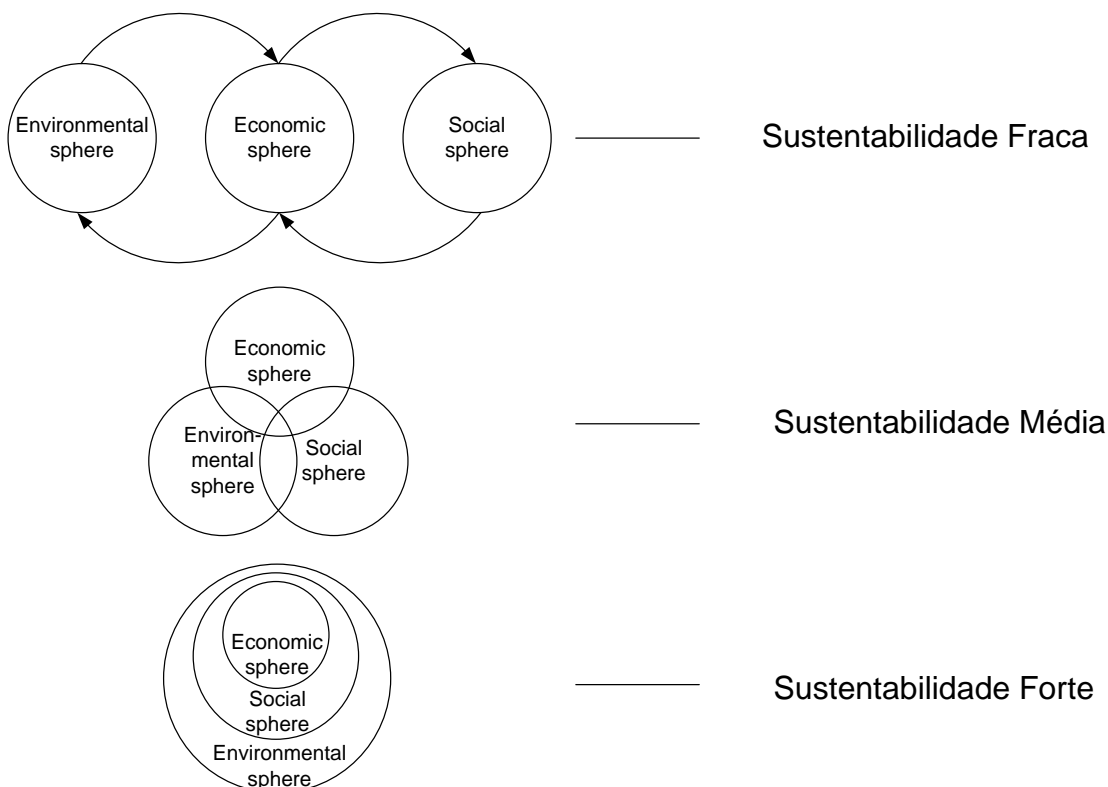 Environmental
sphere
Economic
sphere
Social
sphere
Sustentabilidade Fraca
Economic
sphere
Environ-
mental
sphere
Social
sphere
Sustentabilidade Média
Economic
sphere
Social
sphere
Environmental
sphere
Sustentabilidade Forte